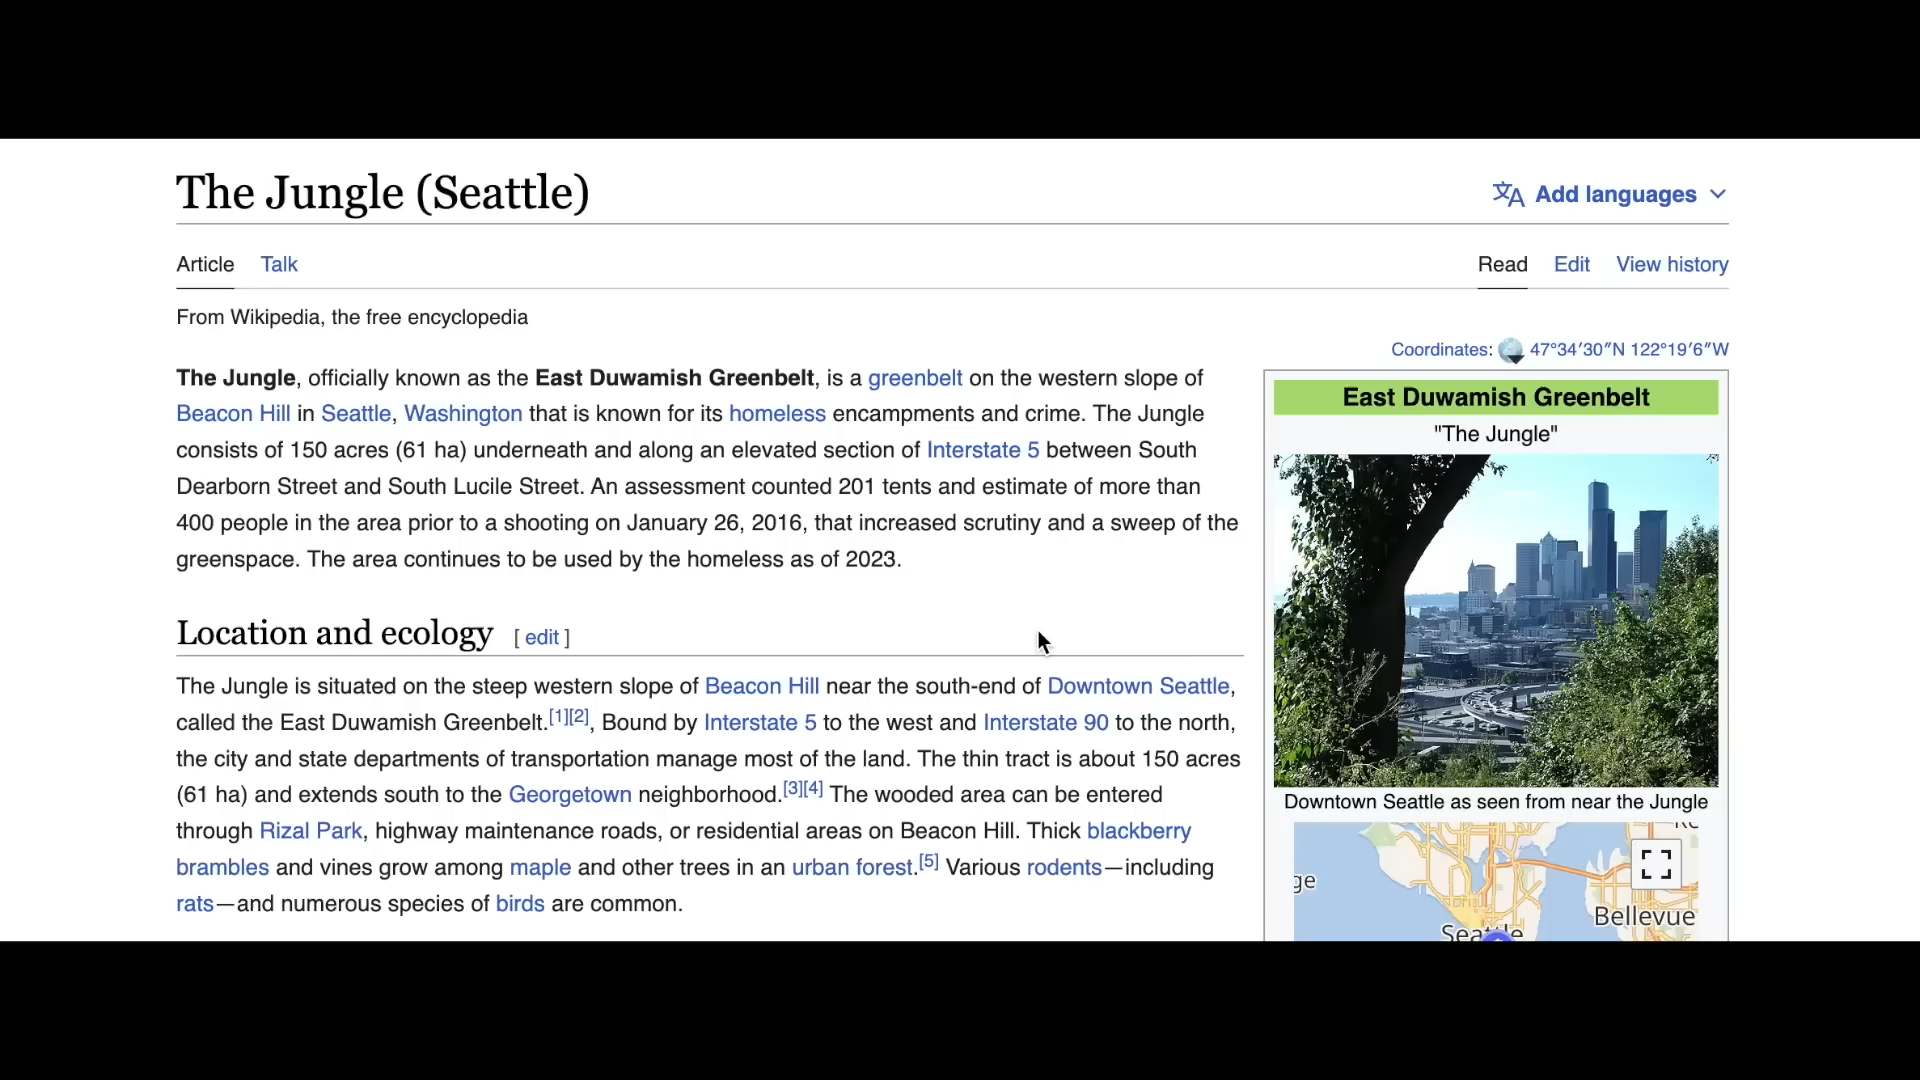 The Jungle (Seattle)
Add languages
Article Talk
Read Edit View history
From Wikipedia, the free encyclopedia
Coordinates: 47°34′30″N 122°19′6″W
The Jungle, officially known as the East Duwamish Greenbelt, is a greenbelt on the western slope of
Beacon Hill in Seattle, Washington that is known for its homeless encampments and crime. The Jungle
consists of 150 acres (61 ha) underneath and along an elevated section of Interstate 5 between South
Dearborn Street and South Lucile Street. An assessment counted 201 tents and estimate of more than
400 people in the area prior to a shooting on January 26, 2016, that increased scrutiny and a sweep of the
greenspace. The area continues to be used by the homeless as of 2023.
Location and ecology [ edit ]
The Jungle is situated on the steep western slope of Beacon Hill near the south-end of Downtown Seattle,
called the East Duwamish Greenbelt.[1][2], Bound by Interstate 5 to the west and Interstate 90 to the north,
the city and state departments of transportation manage most of the land. The thin tract is about 150 acres
(61 ha) and extends south to the Georgetown neighborhood.[3][4] The wooded area can be entered
through Rizal Park, highway maintenance roads, or residential areas on Beacon Hill. Thick blackberry
brambles and vines grow among maple and other trees in an urban forest.[5] Various rodents—including
rats—and numerous species of birds are common.
East Duwamish Greenbelt
"The Jungle"
Downtown Seattle as seen from near the Jungle
ge
Bellevue
Seattle